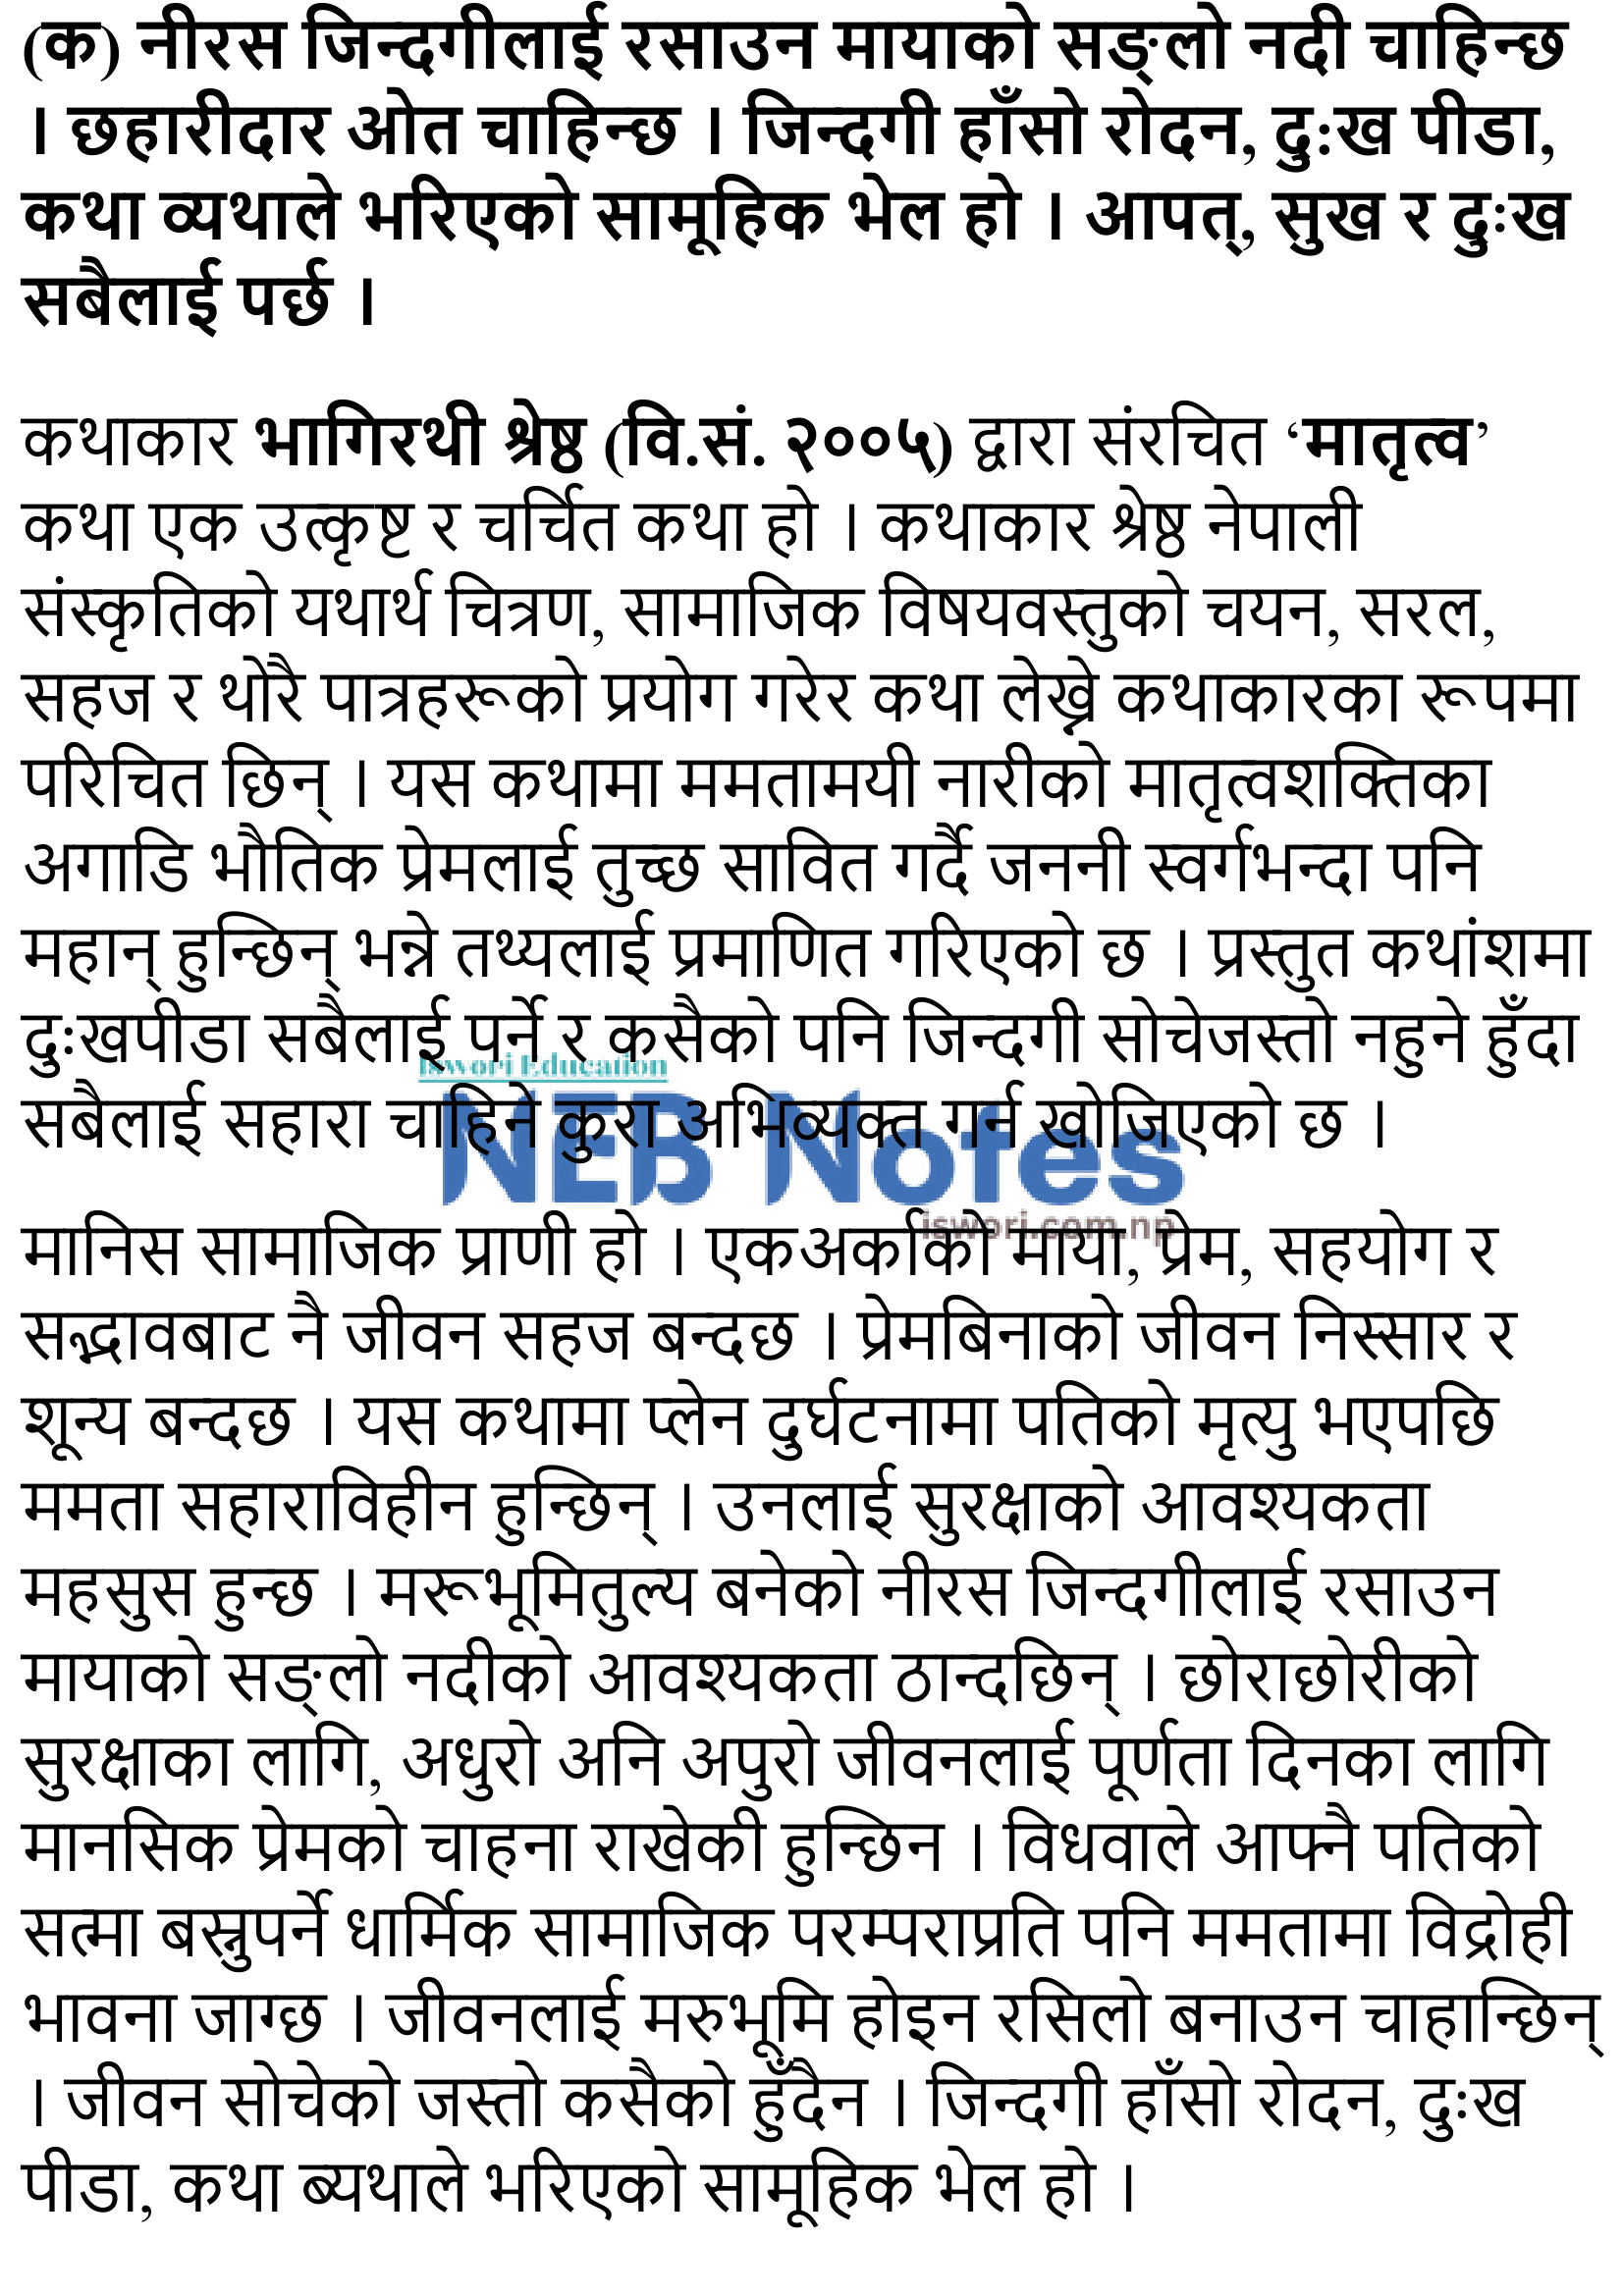 (क) नीरस जिन्दगीलाई रसाउन मायाको सङ्लो नदी चाहिन्छ
। छहारीदार ओत चाहिन्छ । जिन्दगी हाँसो रोदन, दुःख पीडा,
कथा व्यथाले भरिएको सामूहिक भेल हो । आपत्, सुख र दुःख
सबैलाई पर्छ ।
कथाकार भागिरथी श्रेष्ठ (वि.सं. २००५) द्वारा संरचित ‘मातृत्व’
कथा एक उत्कृष्ट र चर्चित कथा हो । कथाकार श्रेष्ठ नेपाली
संस्कृतिको यथार्थ चित्रण, सामाजिक विषयवस्तुको चयन, सरल,
सहज र थोरै पात्रहरूको प्रयोग गरेर कथा लेख्ने कथाकारका रूपमा
परिचित छिन् । यस कथामा ममतामयी नारीको मातृत्वशक्तिका
अगाडि भौतिक प्रेमलाई तुच्छ सावित गर्दै जननी स्वर्गभन्दा पनि
महान् हुन्छिन् भन्ने तथ्यलाई प्रमाणित गरिएको छ । प्रस्तुत कथांशमा
दुःखपीडा सबैलाई पर्ने र कसैको पनि जिन्दगी सोचेजस्तो नहुने हुँदा
Iswori Education
सबैलाई सहारा चाहिने कुरा अभिव्यक्त गर्न खोजिएको छ ।
NEB Notes
iswori.com.np
मानिस सामाजिक प्राणी हो । एकअर्काको माया, प्रेम, सहयोग र
सद्भावबाट नै जीवन सहज बन्दछ । प्रेमबिनाको जीवन निस्सार र
शून्य बन्दछ । यस कथामा प्लेन दुर्घटनामा पतिको मृत्यु भएपछि
ममता सहाराविहीन हुन्छिन् । उनलाई सुरक्षाको आवश्यकता
महसुस हुन्छ । मरूभूमितुल्य बनेको नीरस जिन्दगीलाई रसाउन
मायाको सङ्लो नदीको आवश्यकता ठान्दछिन् । छोराछोरीको
सुरक्षाका लागि, अधुरो अनि अपुरो जीवनलाई पूर्णता दिनका लागि
मानसिक प्रेमको चाहना राखेकी हुन्छिन । विधवाले आफ्नै पतिको
सत्मा बस्नुपर्ने धार्मिक सामाजिक परम्पराप्रति पनि ममतामा विद्रोही
भावना जाग्छ । जीवनलाई मरुभूमि होइन रसिलो बनाउन चाहान्छिन्
। जीवन सोचेको जस्तो कसैको हुँदैन । जिन्दगी हाँसो रोदन, दुःख
पीडा, कथा ब्यथाले भरिएको सामूहिक भेल हो ।